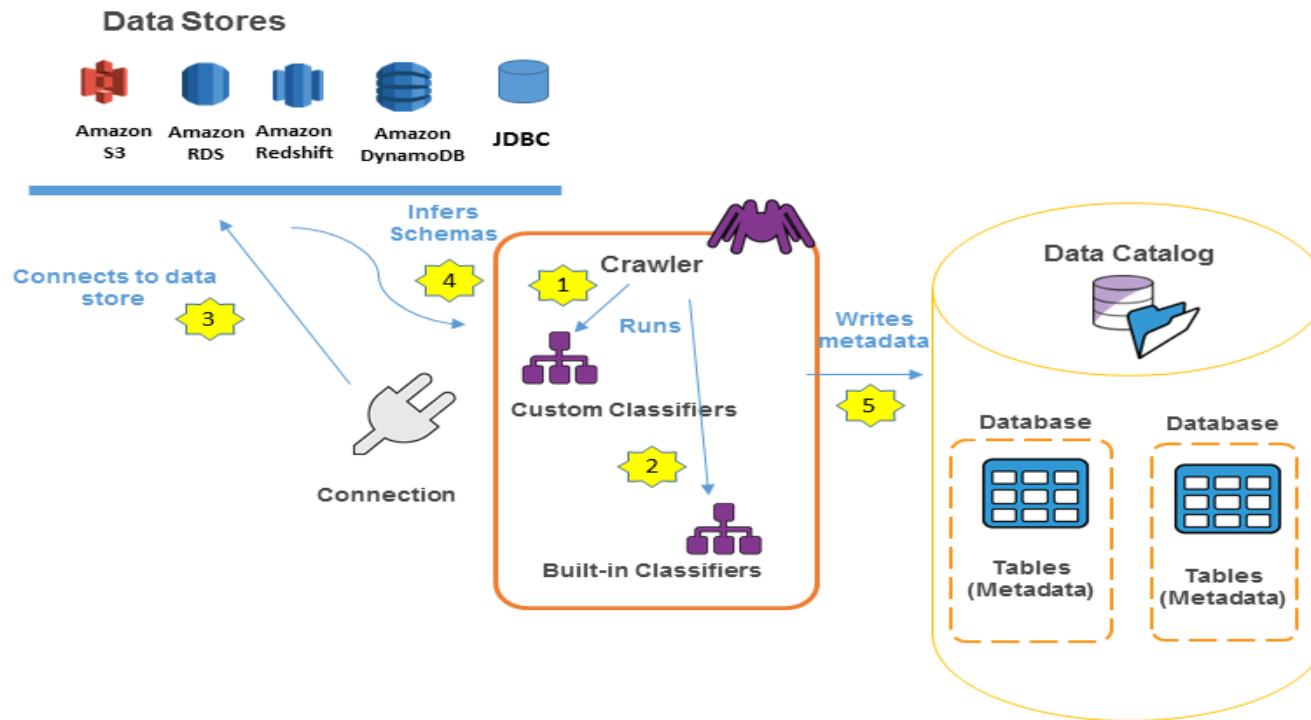 Data Stores
Amazon
S3
Amazon
RDS
Amazon
Redshift
Amazon
DynamoDB
JDBC
Infers
Schemas
4
Connects to data
store
3
Connection
Crawler
1
Runs
Custom Classifiers
2
Built-in Classifiers
Writes
metadata
5
Data Catalog
Database
Tables
(Metadata)
Database
Tables
(Metadata)